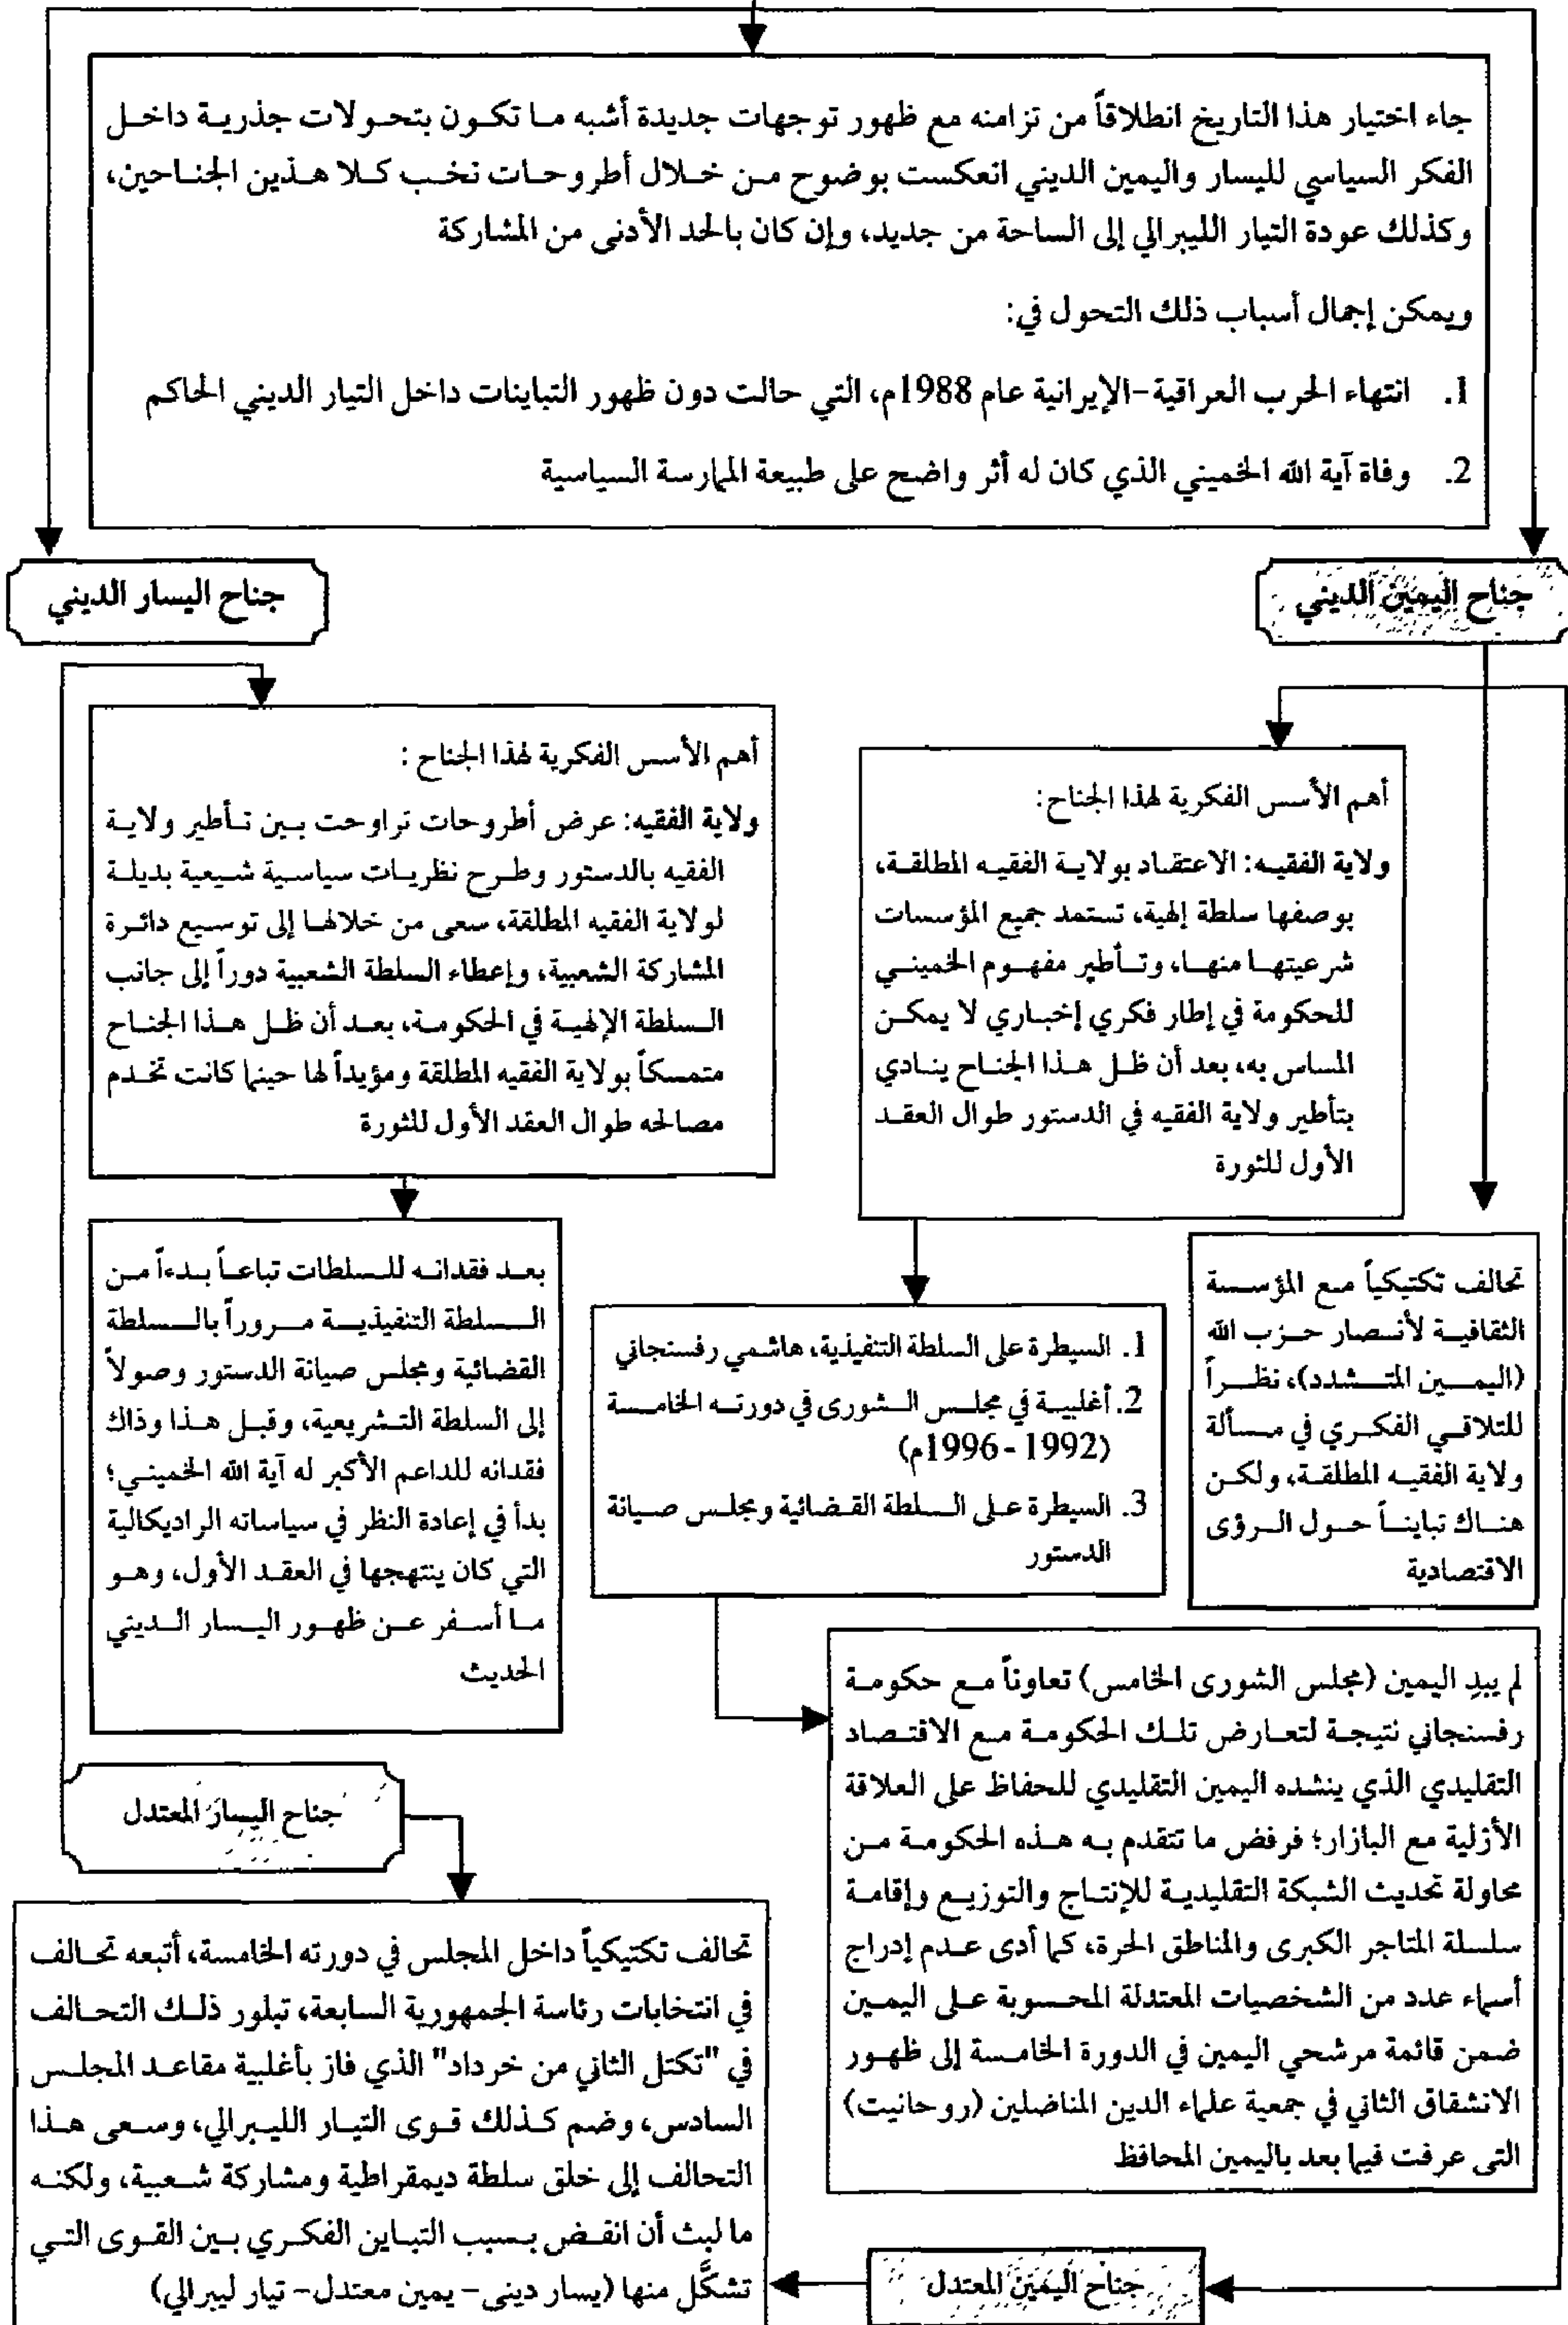 جاء اختيار هذا التاريخ انطلاقاً من تزامنه مع ظهور توجهات جديدة أشبه ما تكون بتحولات جذرية داخل
الفكر السياسي لليسار واليمين الديني انعكست بوضوح من خلال أطروحات نخب كلا هذين الجناحين،
وكذلك عودة التيار الليبرالي إلى الساحة من جديد، وإن كان بالحد الأدنى من المشاركة
ويمكن إجمال أسباب ذلك التحول في:
1. انتهاء الحرب العراقية-الإيرانية عام 1988م، التي حالت دون ظهور التباينات داخل التيار الديني الحاكم
2. وفاة آية الله الخميني الذي كان له أثر واضح على طبيعة الممارسة السياسية
جناح اليمين الديني
جناح اليسار الديني
أهم الأسس الفكرية لهذا الجناح:
ولاية الفقيه: الاعتقاد بولاية الفقيه المطلقة،
بوصفها سلطة إلهية، تستمد جميع المؤسسات
شرعيتها منها، وتأطير مفهوم الخميني
للحكومة في إطار فكري إخباري لا يمكن
المساس به، بعد أن ظل هذا الجناح ينادي
بتأطير ولاية الفقيه في الدستور طوال العقد
الأول للثورة
أهم الأسس الفكرية لهذا الجناح :
ولاية الفقيه: عرض أطروحات تراوحت بين تأطير ولاية
الفقيه بالدستور وطرح نظريات سياسية شيعية بديلة
لولاية الفقيه المطلقة، سعى من خلالها إلى توسيع دائرة
المشاركة الشعبية، وإعطاء السلطة الشعبية دوراً إلى جانب
السلطة الإلهية في الحكومة، بعد أن ظل هذا الجناح
متمسكاً بولاية الفقيه المطلقة ومؤيداً لها حينما كانت تخدم
مصالحه طوال العقد الأول للثورة
تحالف تكتيكياً مع المؤسسة
الثقافية لأنصار حزب الله
(اليمين المتشدد)، نظراً
للتلاقي الفكري في مسألة
ولاية الفقيه المطلقة، ولكن
هناك تبايناً حول الرؤى
الاقتصادية
1. السيطرة على السلطة التنفيذية، هاشمي رفسنجاني
2. أغلبية في مجلس الشورى في دورته الخامسة
(1992 - 1996م)
3. السيطرة على السلطة القضائية ومجلس صيانة
الدستور
بعد فقدانه للسلطات تباعاً بدءاً من
السلطة التنفيذية مروراً بالسلطة
القضائية ومجلس صيانة الدستور وصولاً
إلى السلطة التشريعية، وقبل هذا وذاك
فقدانه للداعم الأكبر له آية الله الخميني؛
بدأ في إعادة النظر في سياساته الراديكالية
التي كان ينتهجها في العقد الأول، وهو
ما أسفر عن ظهور اليسار الديني
الحديث
لم يبدِ اليمين (مجلس الشورى الخامس) تعاوناً مع حكومة
رفسنجاني نتيجة لتعارض تلك الحكومة مع الاقتصاد
التقليدي الذي ينشده اليمين التقليدي للحفاظ على العلاقة
الأزلية مع البازار؛ فرفض ما تتقدم به هذه الحكومة من
محاولة تحديث الشبكة التقليدية للإنتاج والتوزيع وإقامة
سلسلة المتاجر الكبرى والمناطق الحرة، كما أدى عدم إدراج
أسماء عدد من الشخصيات المعتدلة المحسوبة على اليمين
ضمن قائمة مرشحي اليمين في الدورة الخامسة إلى ظهور
الانشقاق الثاني في جمعية علماء الدين المناضلين (روحانيت)
التى عرفت فيما بعد باليمين المحافظ
جناح اليسار المعتدل
تحالف تكتيكياً داخل المجلس في دورته الخامسة، أتبعه تحالف
في انتخابات رئاسة الجمهورية السابعة، تبلور ذلك التحالف
في "تكتل الثاني من خرداد" الذي فاز بأغلبية مقاعد المجلس
السادس، وضم كذلك قوى التيار الليبرالي، وسعى هذا
التحالف إلى خلق سلطة ديمقراطية ومشاركة شعبية، ولكنه
ما لبث أن انفض بسبب التباين الفكري بين القوى التي
تشكَّل منها (يسار دينى - يمين معتدل - تيار ليبرالي)
جناح اليمين المعتدل